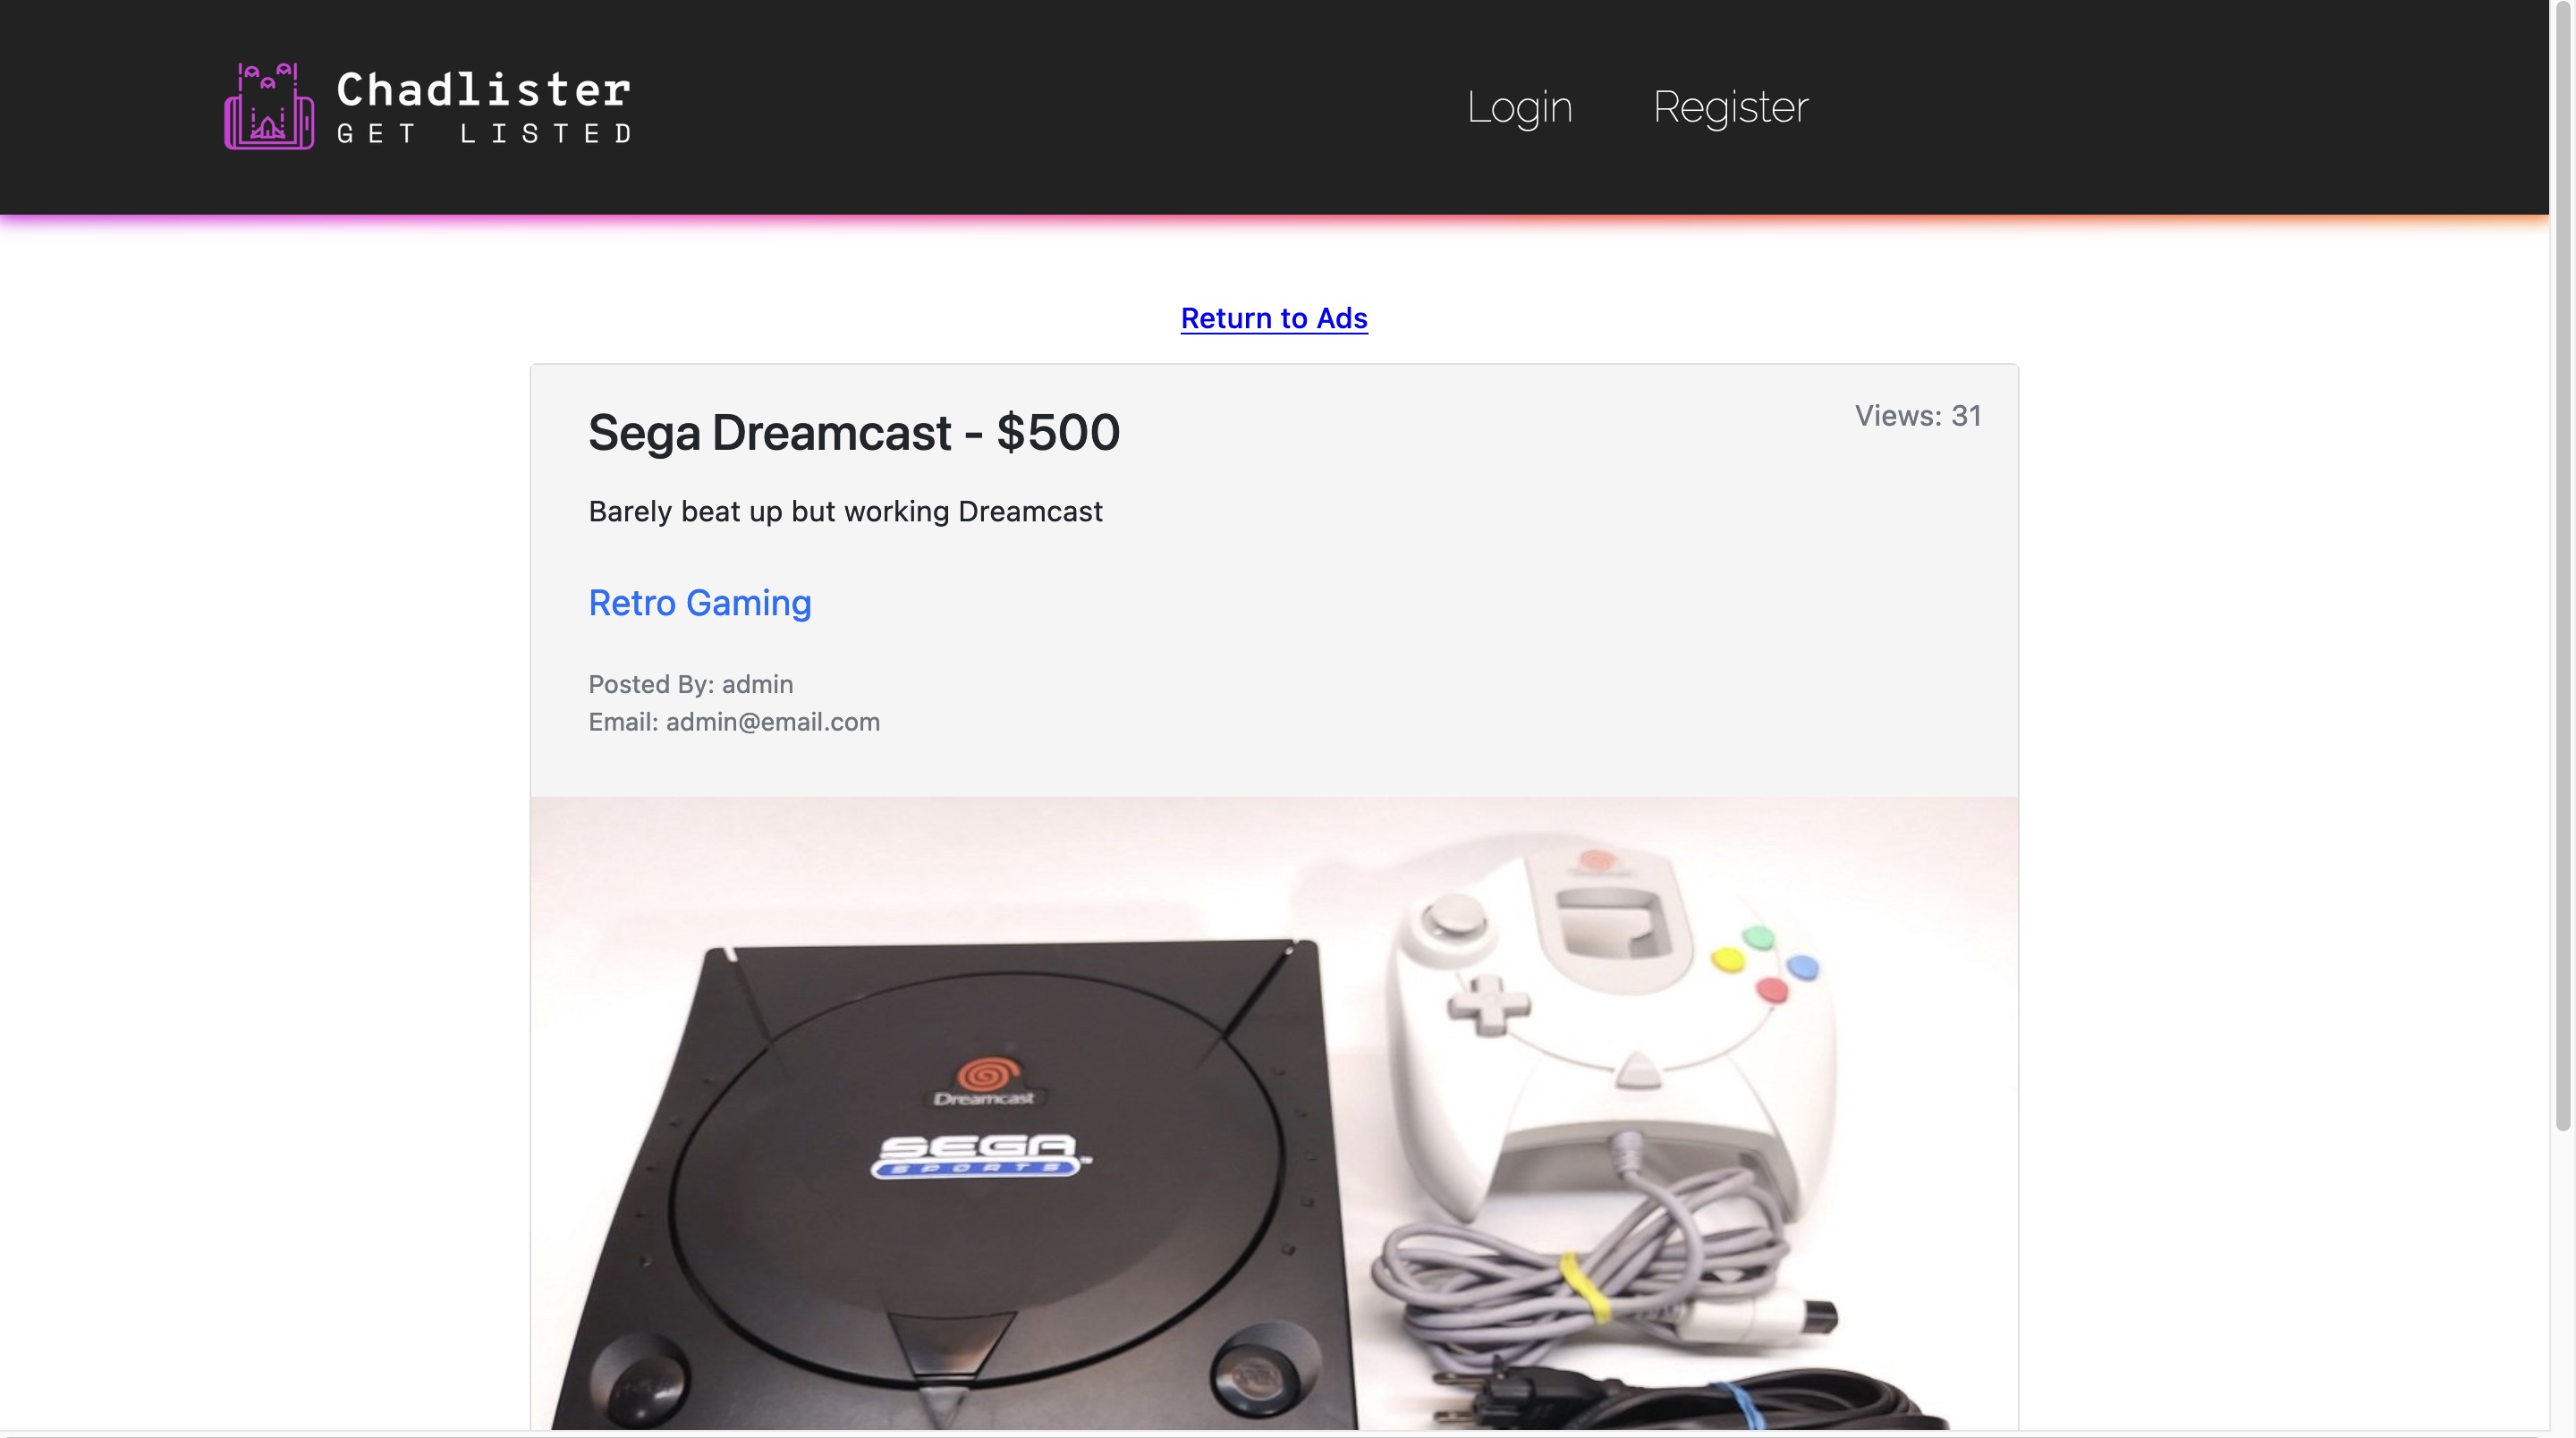 Chadlister
GET LISTED
Login
Register
Return to Ads
Sega Dreamcast - $500
Views: 31
Barely beat up but working Dreamcast
Retro Gaming
Posted By: admin
Email: admin@email.com
Dreamcast
SEGA
SPORTS™